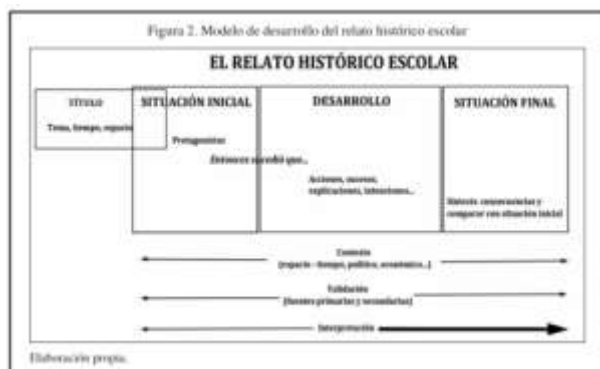 Figura 2. Modelo de desarrollo del relato histórico escolar
EL RELATO HISTÓRICO ESCOLAR
TÍTULO
Tema, tiempo, espacio
SITUACIÓN INICIAL
Protagonistas
Entonces sucedió que...
DESARROLLO
Acciones, sucesos,
explicaciones, intenciones...
SITUACIÓN FINAL
Síntesis consecuencias y
comparar con situación inicial
Contexto
(espacio - tiempo, político, económico...)
Validación
(fuentes primarias y secundarias)
Interpretación
Elaboración propia.